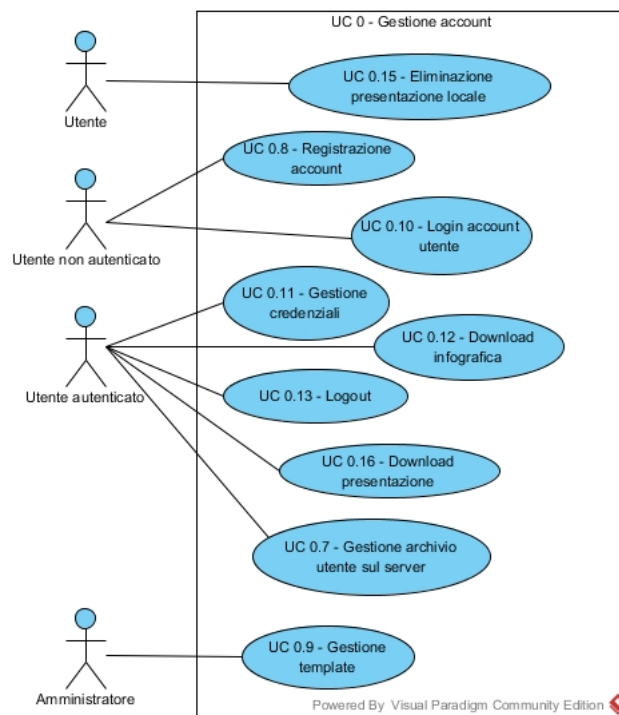 UC 0 - Gestione account
UC 0.15 - Eliminazione
presentazione locale
Utente
UC 0.8 - Registrazione
account
UC 0.10 - Login account
utente
Utente non autenticato
UC 0.11 - Gestione
credenziali
UC 0.12 - Download
infografica
Utente autenticato
UC 0.13 - Logout
UC 0.16 - Download
presentazione
UC 0.7 - Gestione archivio
utente sul server
UC 0.9 - Gestione
template
Amministratore
Powered By Visual Paradigm Community Edition